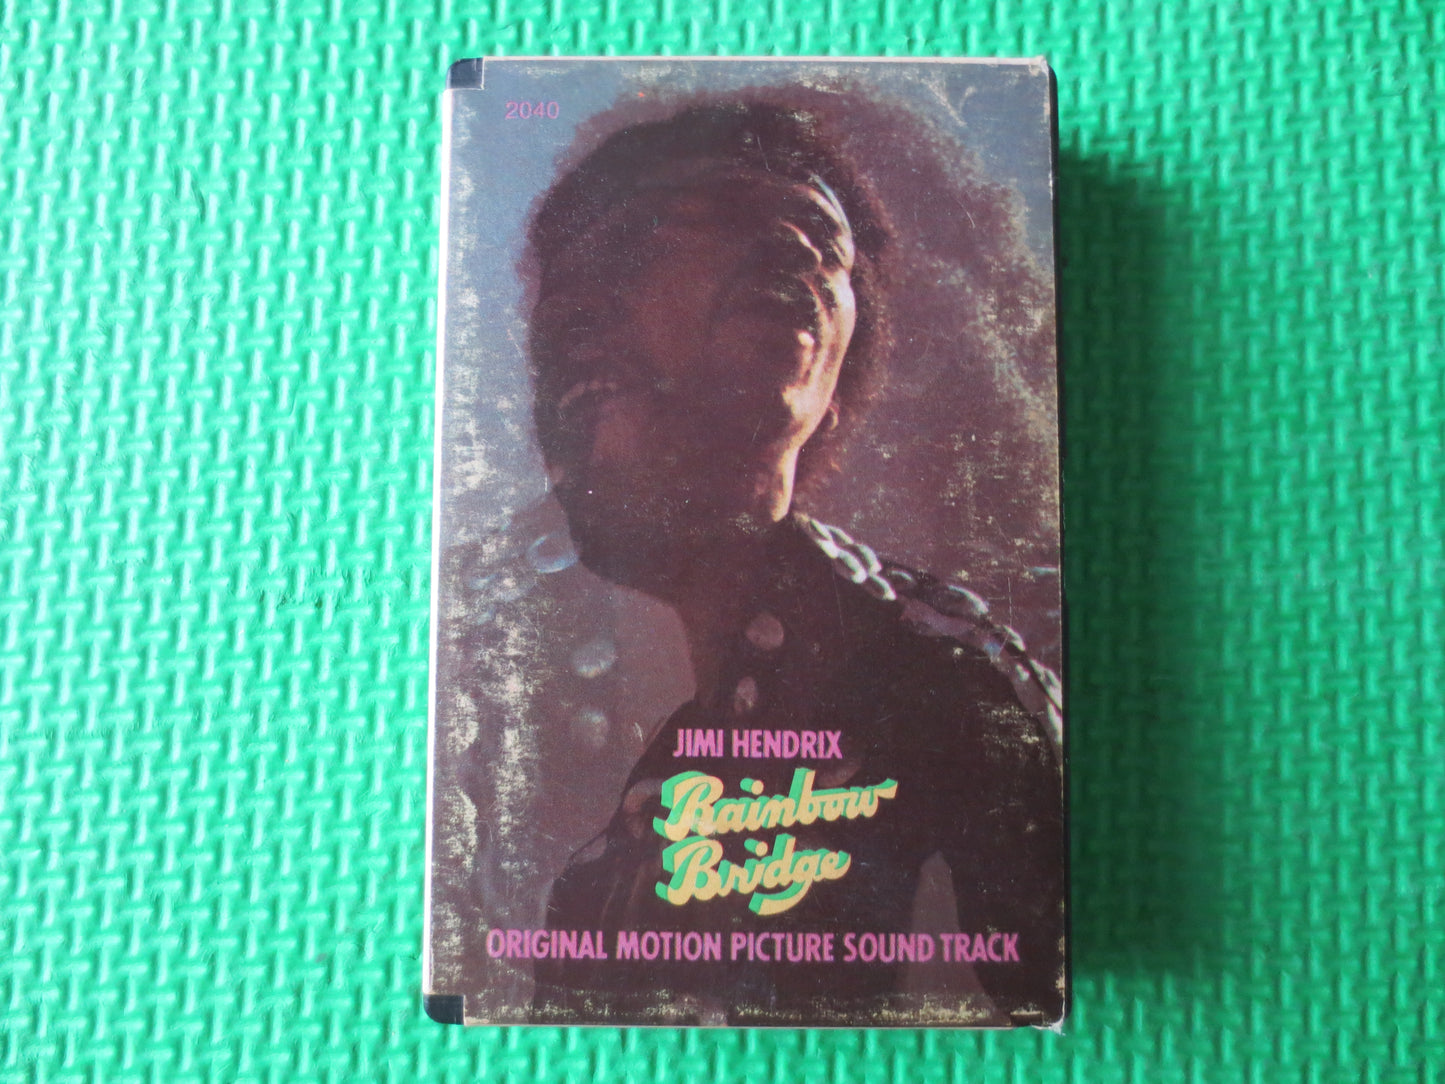 2040
JIMI HENDRIX
Rainbow
Bridge
ORIGINAL MOTION PICTURE SOUND TRACK